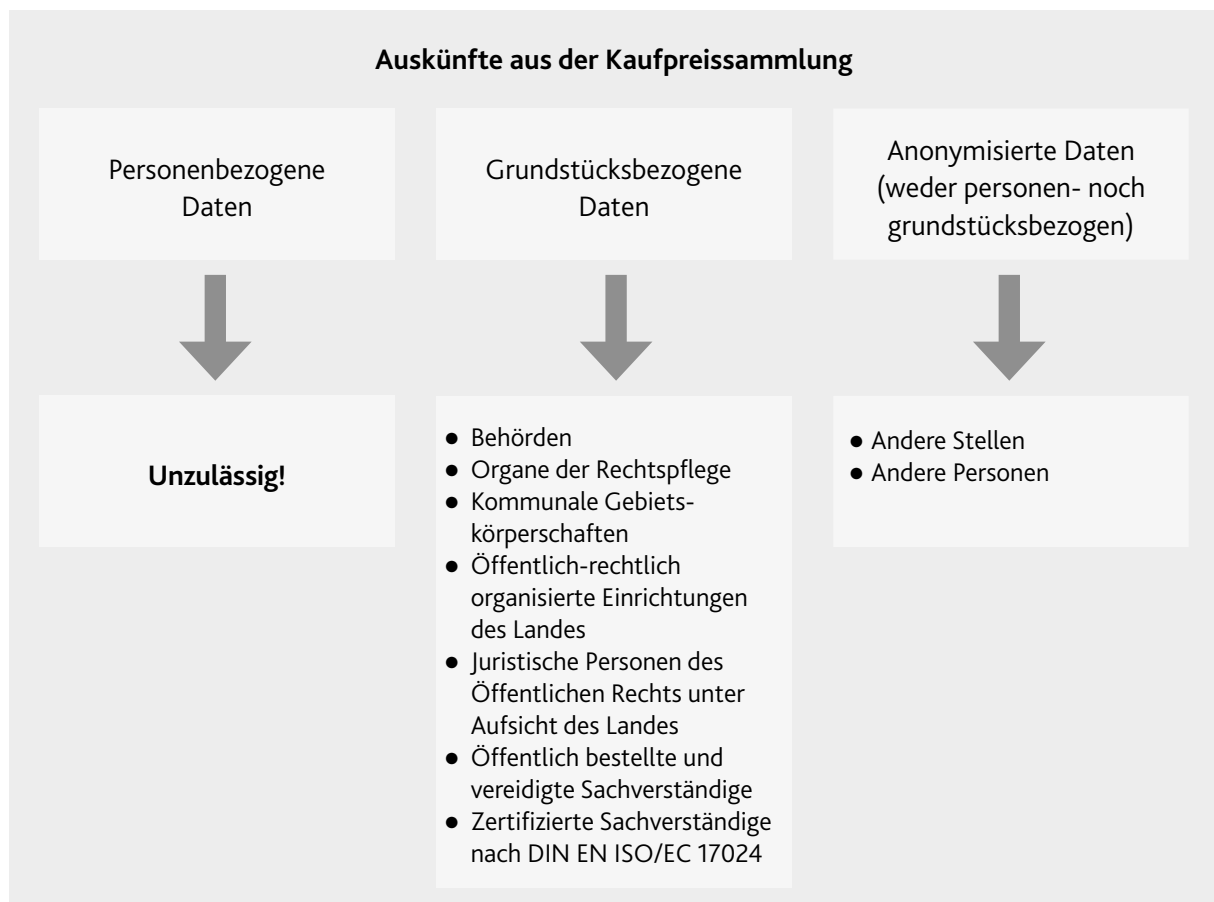 Auskünfte aus der Kaufpreissammlung
Personenbezogene
Daten
Unzulässig!
Grundstücksbezogene
Daten
● Behörden
● Organe der Rechtspflege
● Kommunale Gebiets-
körperschaften
● Öffentlich-rechtlich
organisierte Einrichtungen
des Landes
● Juristische Personen des
Öffentlichen Rechts unter
Aufsicht des Landes
● Öffentlich bestellte und
vereidigte Sachverständige
● Zertifizierte Sachverständige
nach DIN EN ISO/EC 17024
Anonymisierte Daten
(weder personen- noch
grundstücksbezogen)
● Andere Stellen
● Andere Personen